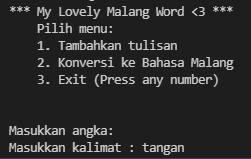 *** My Lovely Malang Word <3 ***
Pilih menu:
1. Tambahkan tulisan
2. Konversi ke Bahasa Malang
3. Exit (Press any number)
Masukkan angka:
Masukkan kalimat : tangan